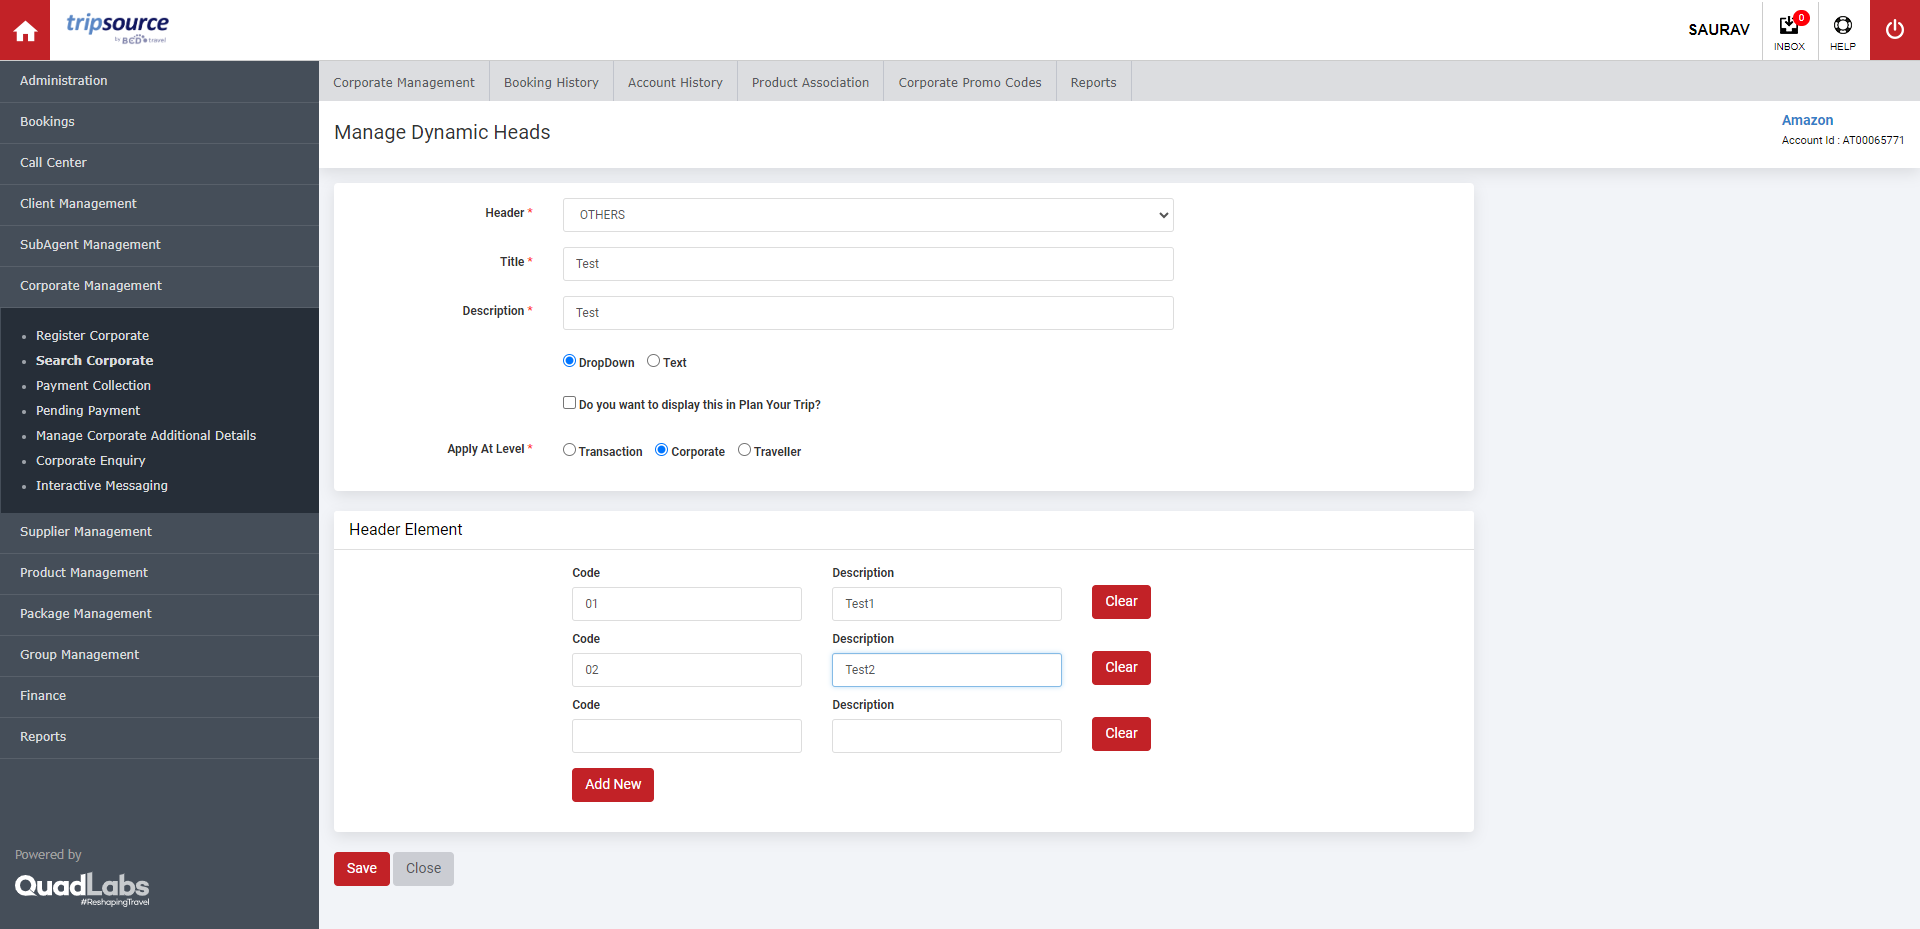 tripsource
by BCD travel
SAURAV
0
INBOX
HELP
Administration
Bookings
Call Center
Client Management
SubAgent Management
Corporate Management
Register Corporate
Search Corporate
Payment Collection
Pending Payment
Manage Corporate Additional Details
Corporate Enquiry
Interactive Messaging
Supplier Management
Product Management
Package Management
Group Management
Finance
Reports
Powered by
QuadLabs
#ReshapingTravel
Corporate Management
Booking History
Account History
Product Association
Corporate Promo Codes
Reports
Manage Dynamic Heads
Amazon
Account Id : AT00065771
Header *
OTHERS
Title *
Test
Description *
Test
DropDown Text
Do you want to display this in Plan Your Trip?
Apply At Level *
Transaction Corporate Traveller
Header Element
Code Description
01 Test1 Clear
Code Description
02 Test2 Clear
Code Description
Clear
Add New
Save Close